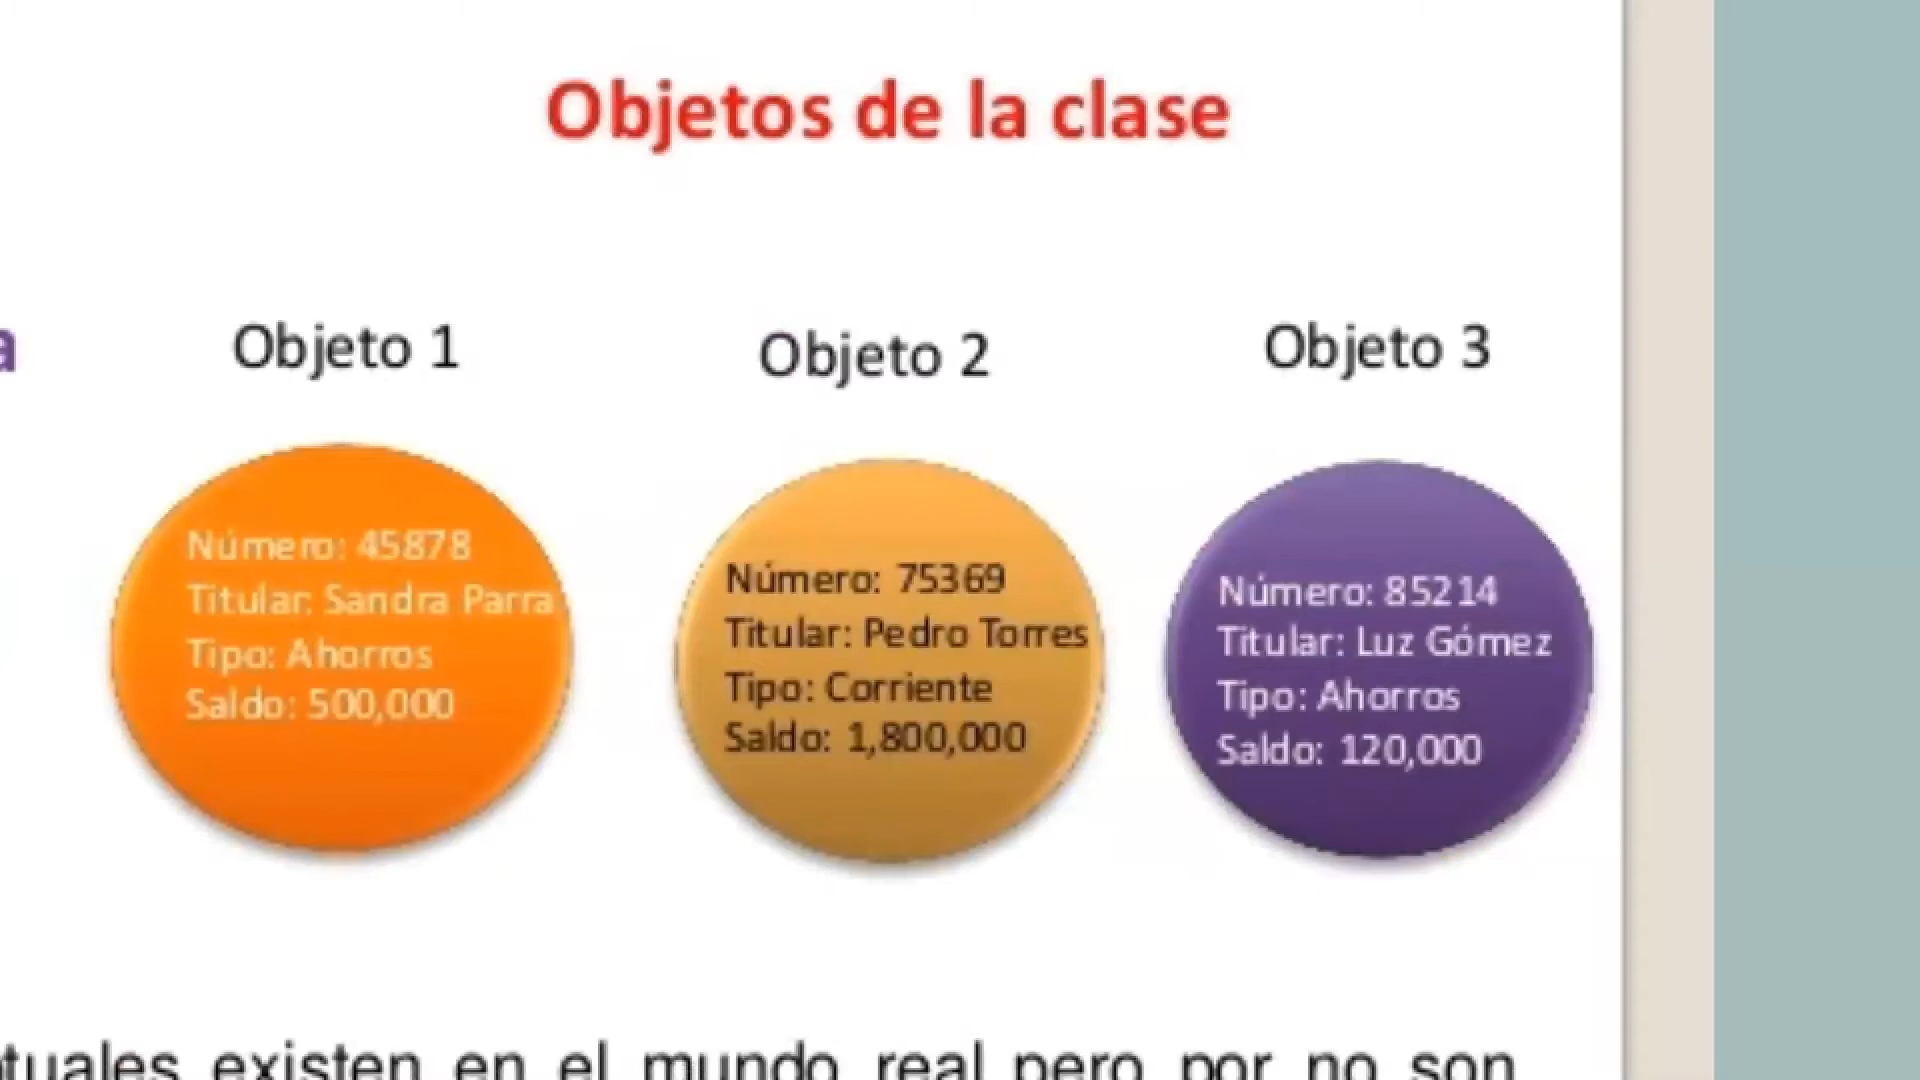 Objetos de la clase
a
Objeto 1
Objeto 2
Objeto 3
Número: 45878
Titular: Sandra Parra
Tipo: Ahorros
Saldo: 500,000
Número: 75369
Titular: Pedro Torres
Tipo: Corriente
Saldo: 1,800,000
Número: 85214
Titular: Luz Gómez
Tipo: Ahorros
Saldo: 120,000
tuales existen en el mundo real pero por no son